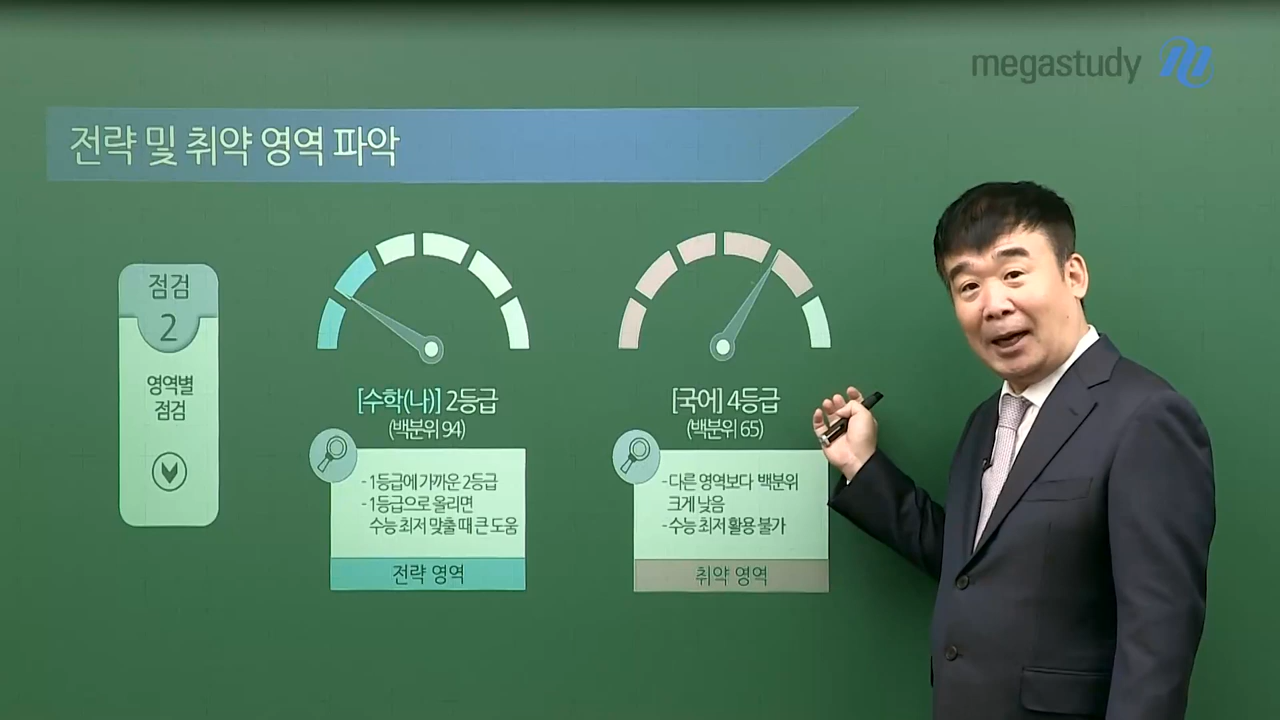 megastudy
전략 및 취약 영역 파악
점검
2
영역별
점검
[수학(나)] 2등급
(백분위 94)
- 1등급에 가까운 2등급
- 1등급으로 올리면
수능 최저 맞출 때 큰 도움
전략 영역
[국어] 4등급
(백분위 65)
- 다른 영역보다 백분위
크게 낮음
- 수능 최저 활용 불가
취약 영역